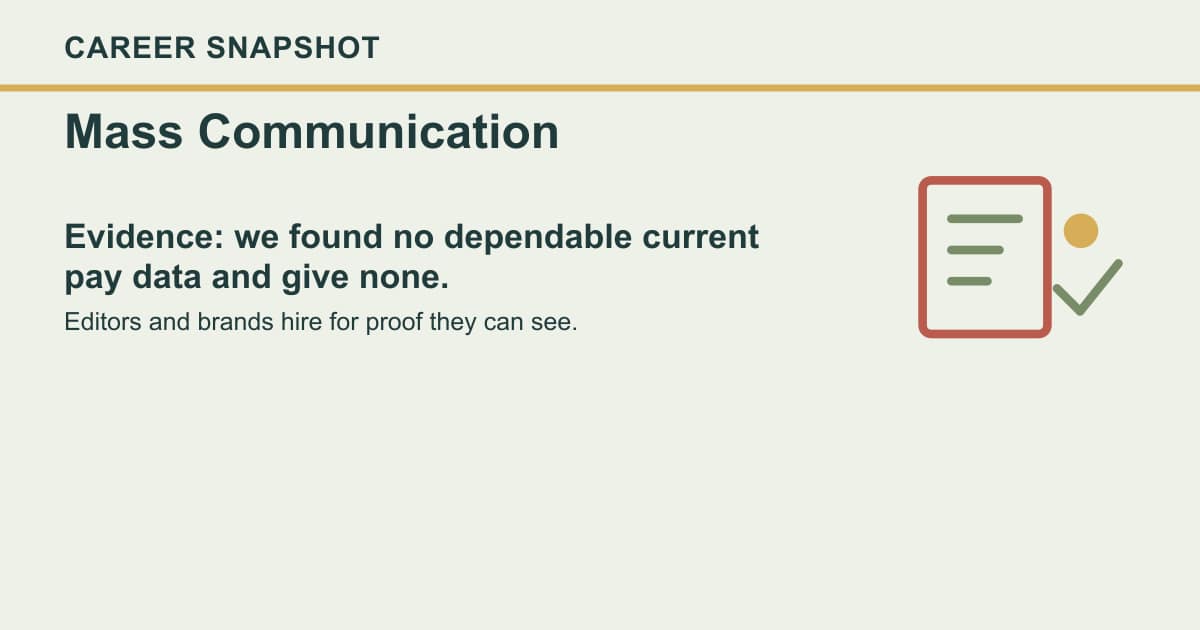 CAREER SNAPSHOT
Mass Communication
Evidence: we found no dependable current
pay data and give none.
Editors and brands hire for proof they can see.